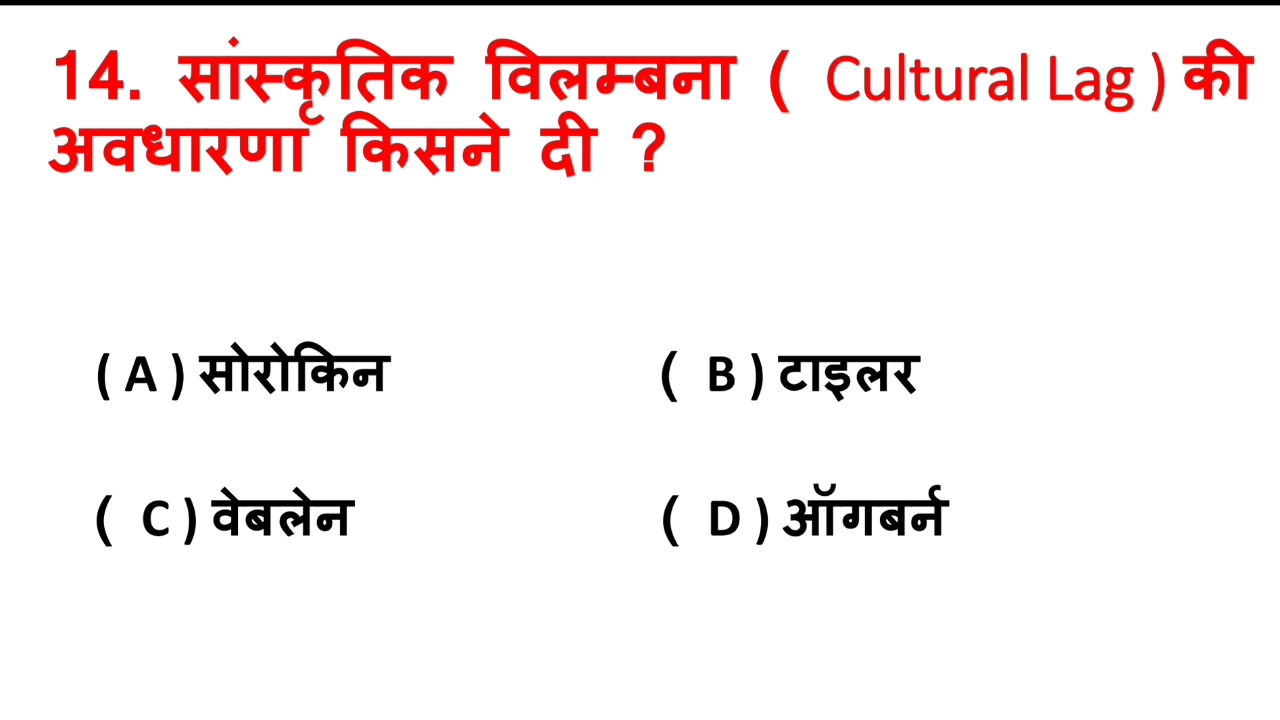 14. सांस्कृतिक विलम्बना ( Cultural Lag ) की
अवधारणा किसने दी ?
( A ) सोरोकिन ( B ) टाइलर
( C ) वेबलेन ( D ) ऑगबर्न